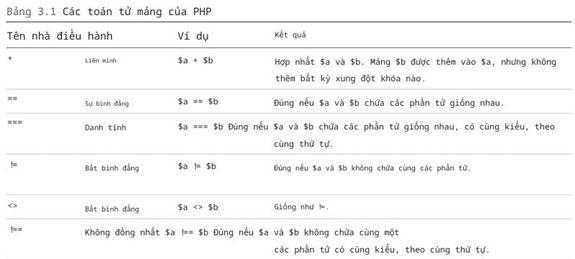 Bảng 3.1 Các toán tử mảng của PHP
Tên nhà điều hành Ví dụ Kết quả
+ Liên minh $a + $b Hợp nhất $a và $b. Mảng $b được thêm vào $a, nhưng không
thêm bất kỳ xung đột khóa nào.
== Sự bình đẳng $a == $b Đúng nếu $a và $b chứa các phần tử giống nhau.
=== Danh tính $a === $b Đúng nếu $a và $b chứa các phần tử giống nhau, có cùng kiểu, theo
cùng thứ tự.
!= Bất bình đẳng $a != $b Đúng nếu $a và $b không chứa cùng các phần tử.
<> Bất bình đẳng $a <> $b Giống như !=.
!== Không đồng nhất $a !== $b Đúng nếu $a và $b không chứa cùng một
các phần tử có cùng kiểu, theo cùng thứ tự.